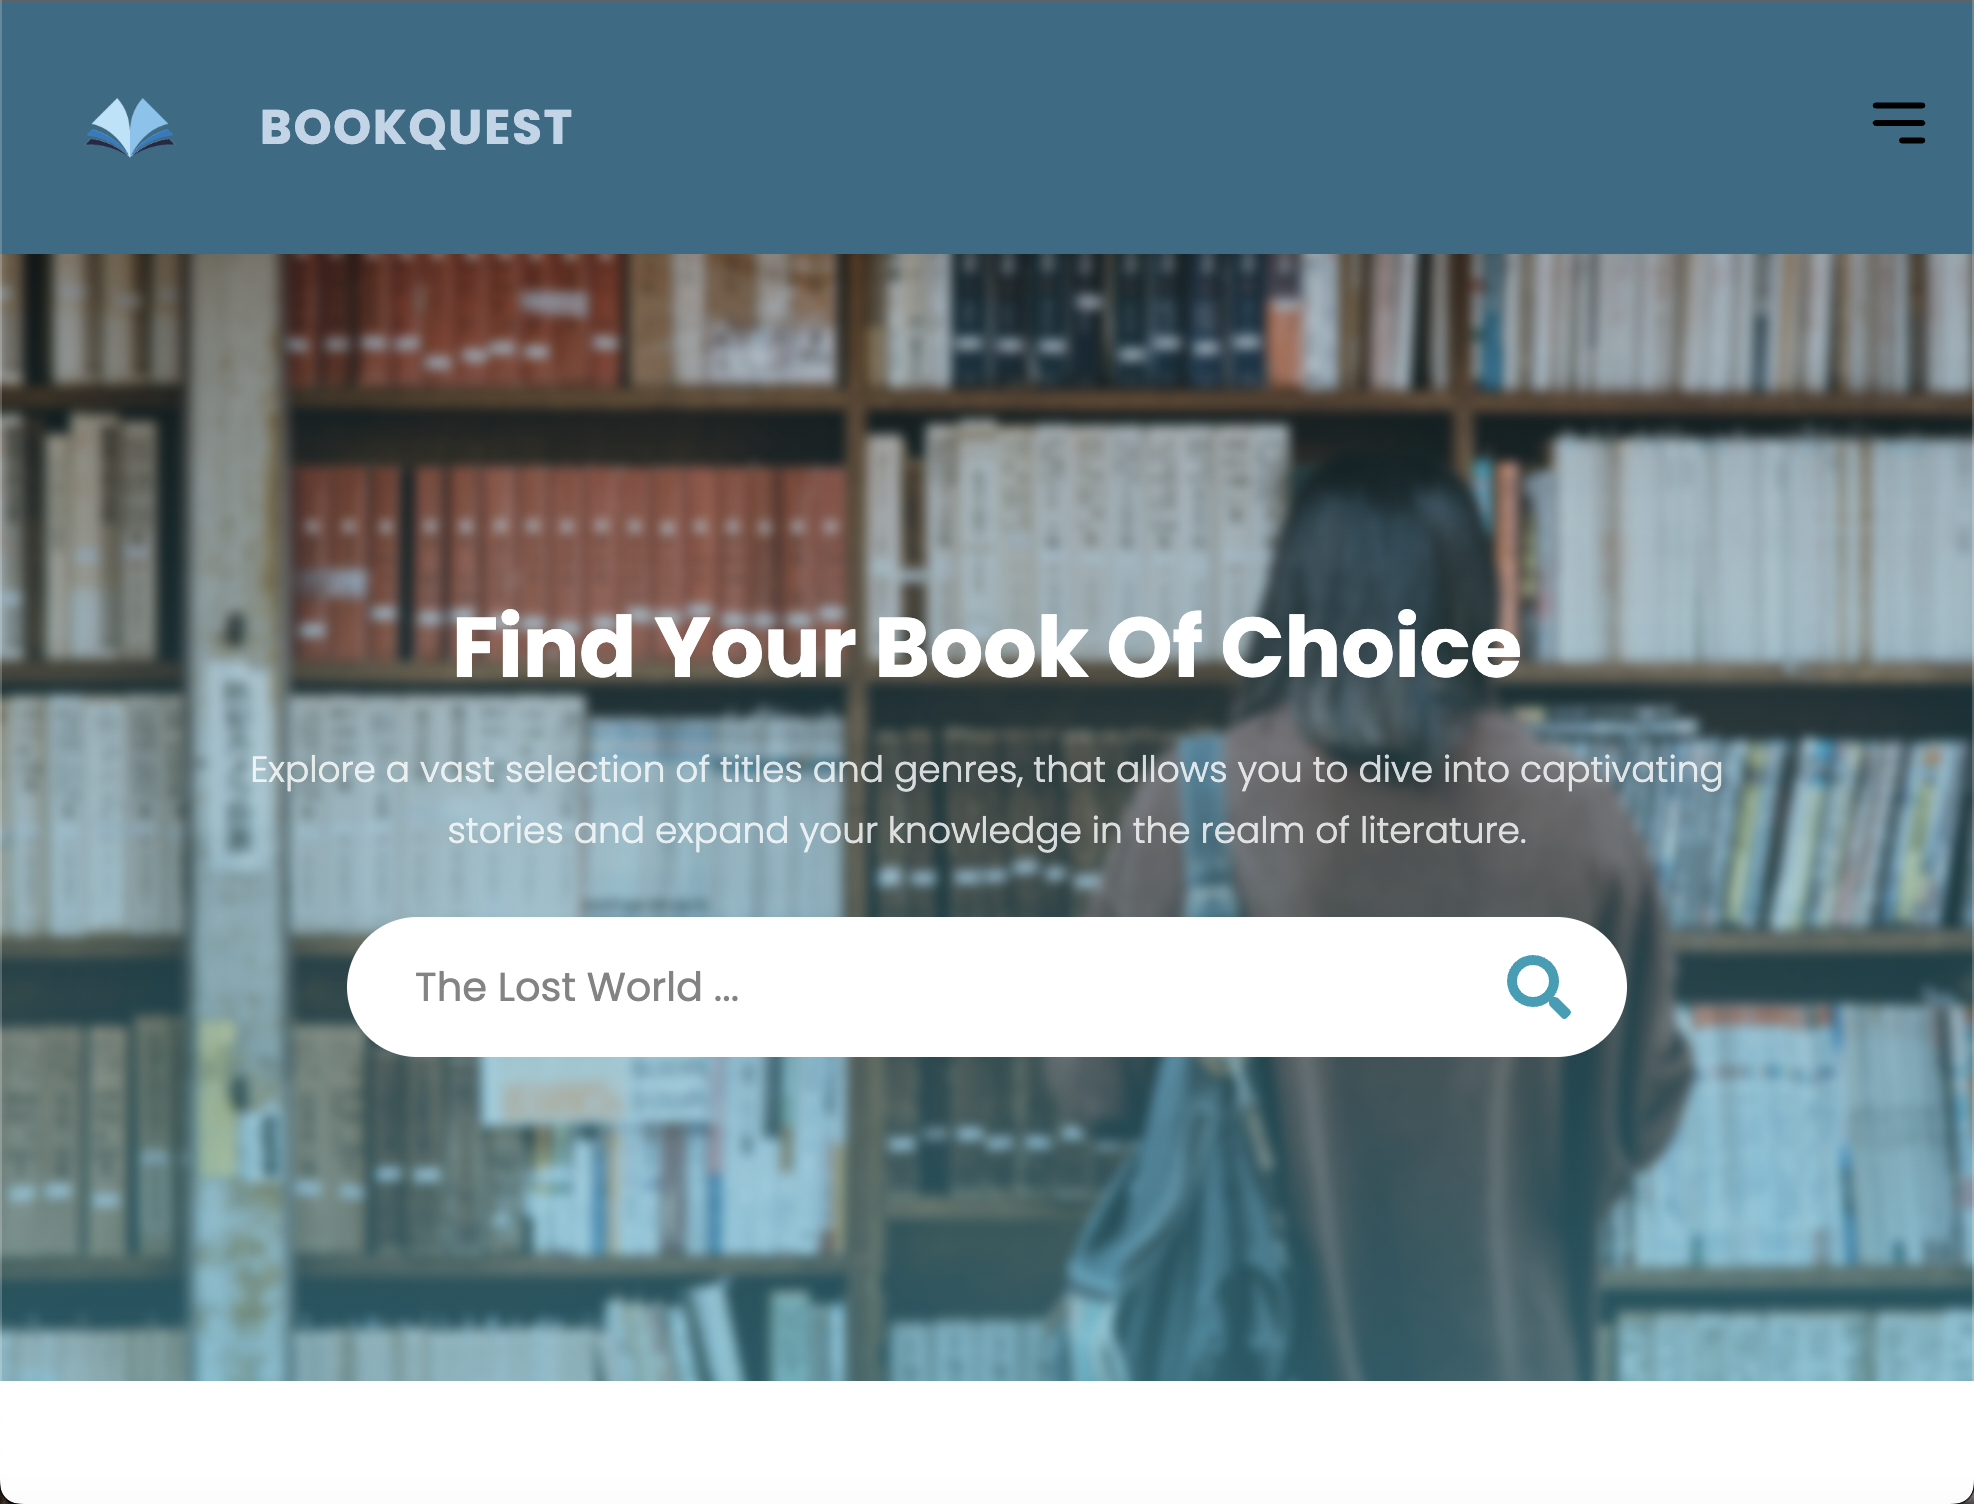 BOOKQUEST
Find Your Book Of Choice
Explore a vast selection of titles and genres, that allows you to dive into captivating
stories and expand your knowledge in the realm of literature.
The Lost World ...